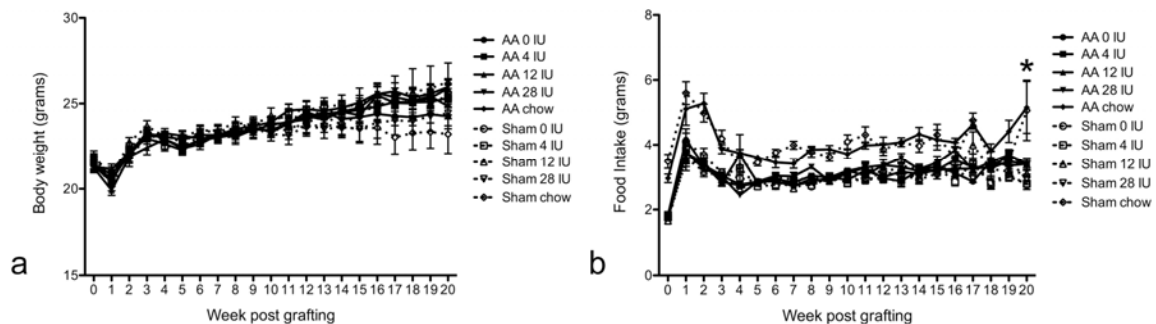 a
Body weight (grams)
30
25
20
15
0 1 2 3 4 5 6 7 8 9 10 11 12 13 14 15 16 17 18 19 20
Week post grafting
AA 0 IU
AA 4 IU
AA 12 IU
AA 28 IU
AA chow
Sham 0 IU
Sham 4 IU
Sham 12 IU
Sham 28 IU
Sham chow
b
Food Intake (grams)
8
6
4
2
0
*
0 1 2 3 4 5 6 7 8 9 10 11 12 13 14 15 16 17 18 19 20
Week post grafting
AA 0 IU
AA 4 IU
AA 12 IU
AA 28 IU
AA chow
Sham 0 IU
Sham 4 IU
Sham 12 IU
Sham 28 IU
Sham chow